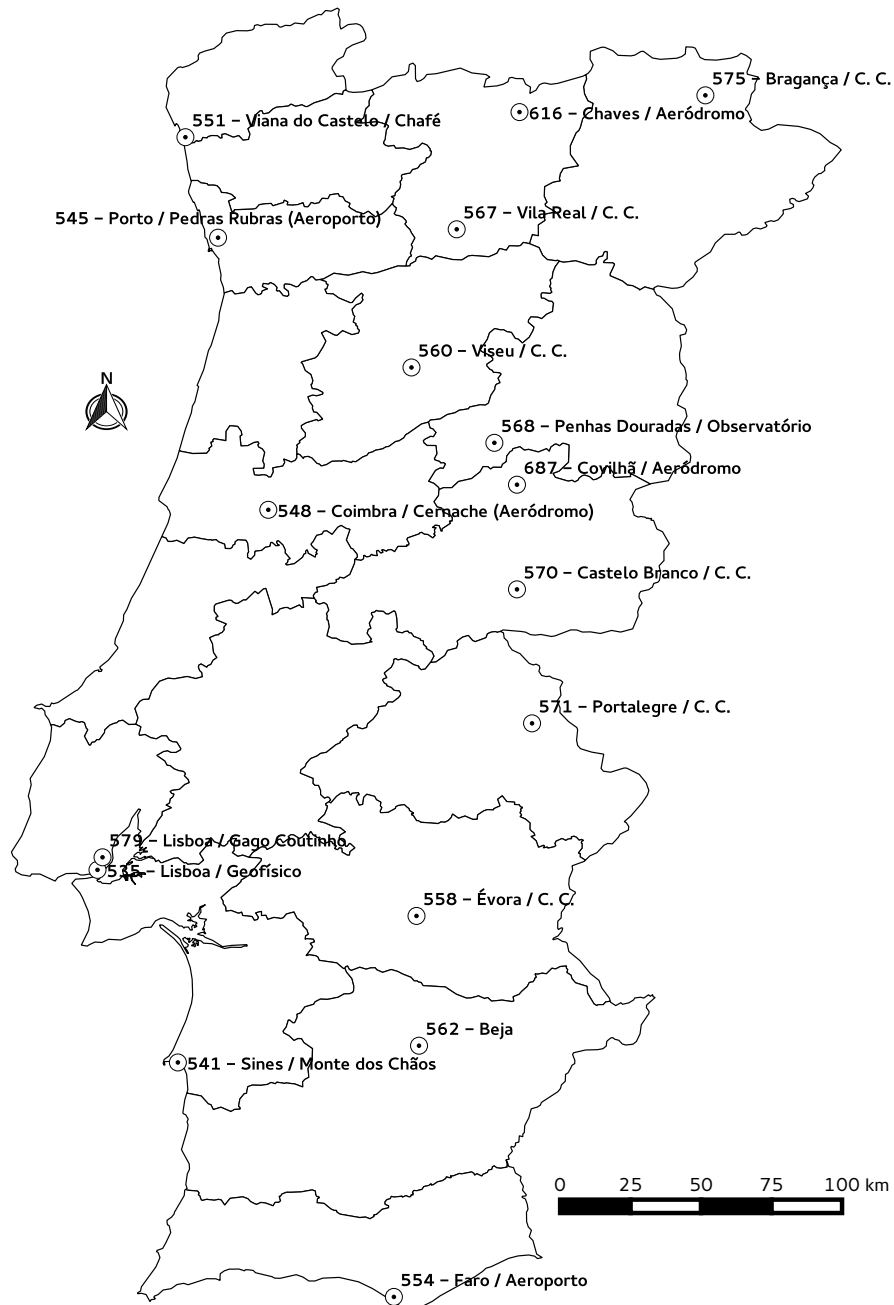 575 – Bragança / C. C.
616 – Chaves / Aeródromo
551 – Viana do Castelo / Chafé
567 – Vila Real / C. C.
545 – Porto / Pedras Rubras (Aeroporto)
560 – Viseu / C. C.
N
568 – Penhas Douradas / Observatório
687 – Covilhã / Aeródromo
548 – Coimbra / Cernache (Aeródromo)
570 – Castelo Branco / C. C.
571 – Portalegre / C. C.
579 – Lisboa / Gago Coutinho
535 – Lisboa / Geofísico
558 – Évora / C. C.
562 – Beja
541 – Sines / Monte dos Chãos
0 25 50 75 100 km
554 – Faro / Aeroporto